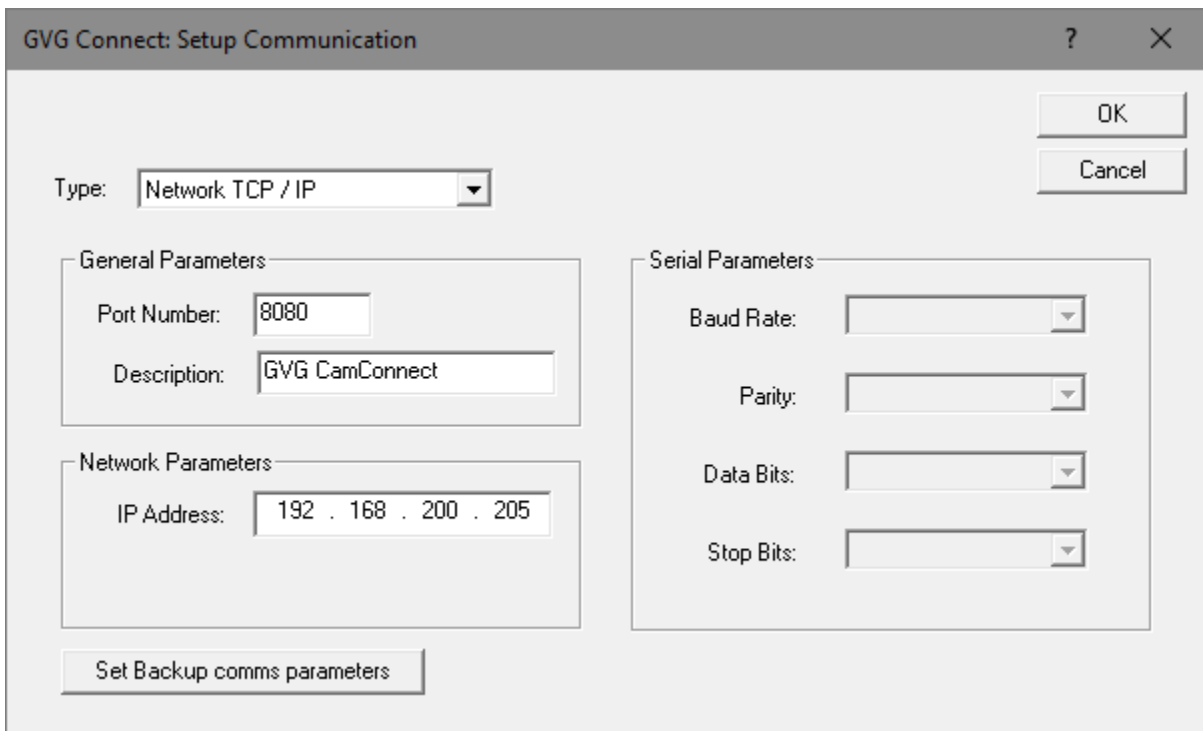 GVG Connect: Setup Communication ?
OK
Cancel
Type: Network TCP / IP
General Parameters
Port Number: 8080
Description: GVG CamConnect
Network Parameters
IP Address: 192 . 168 . 200 . 205
Set Backup comms parameters
Serial Parameters
Baud Rate:
Parity:
Data Bits:
Stop Bits: